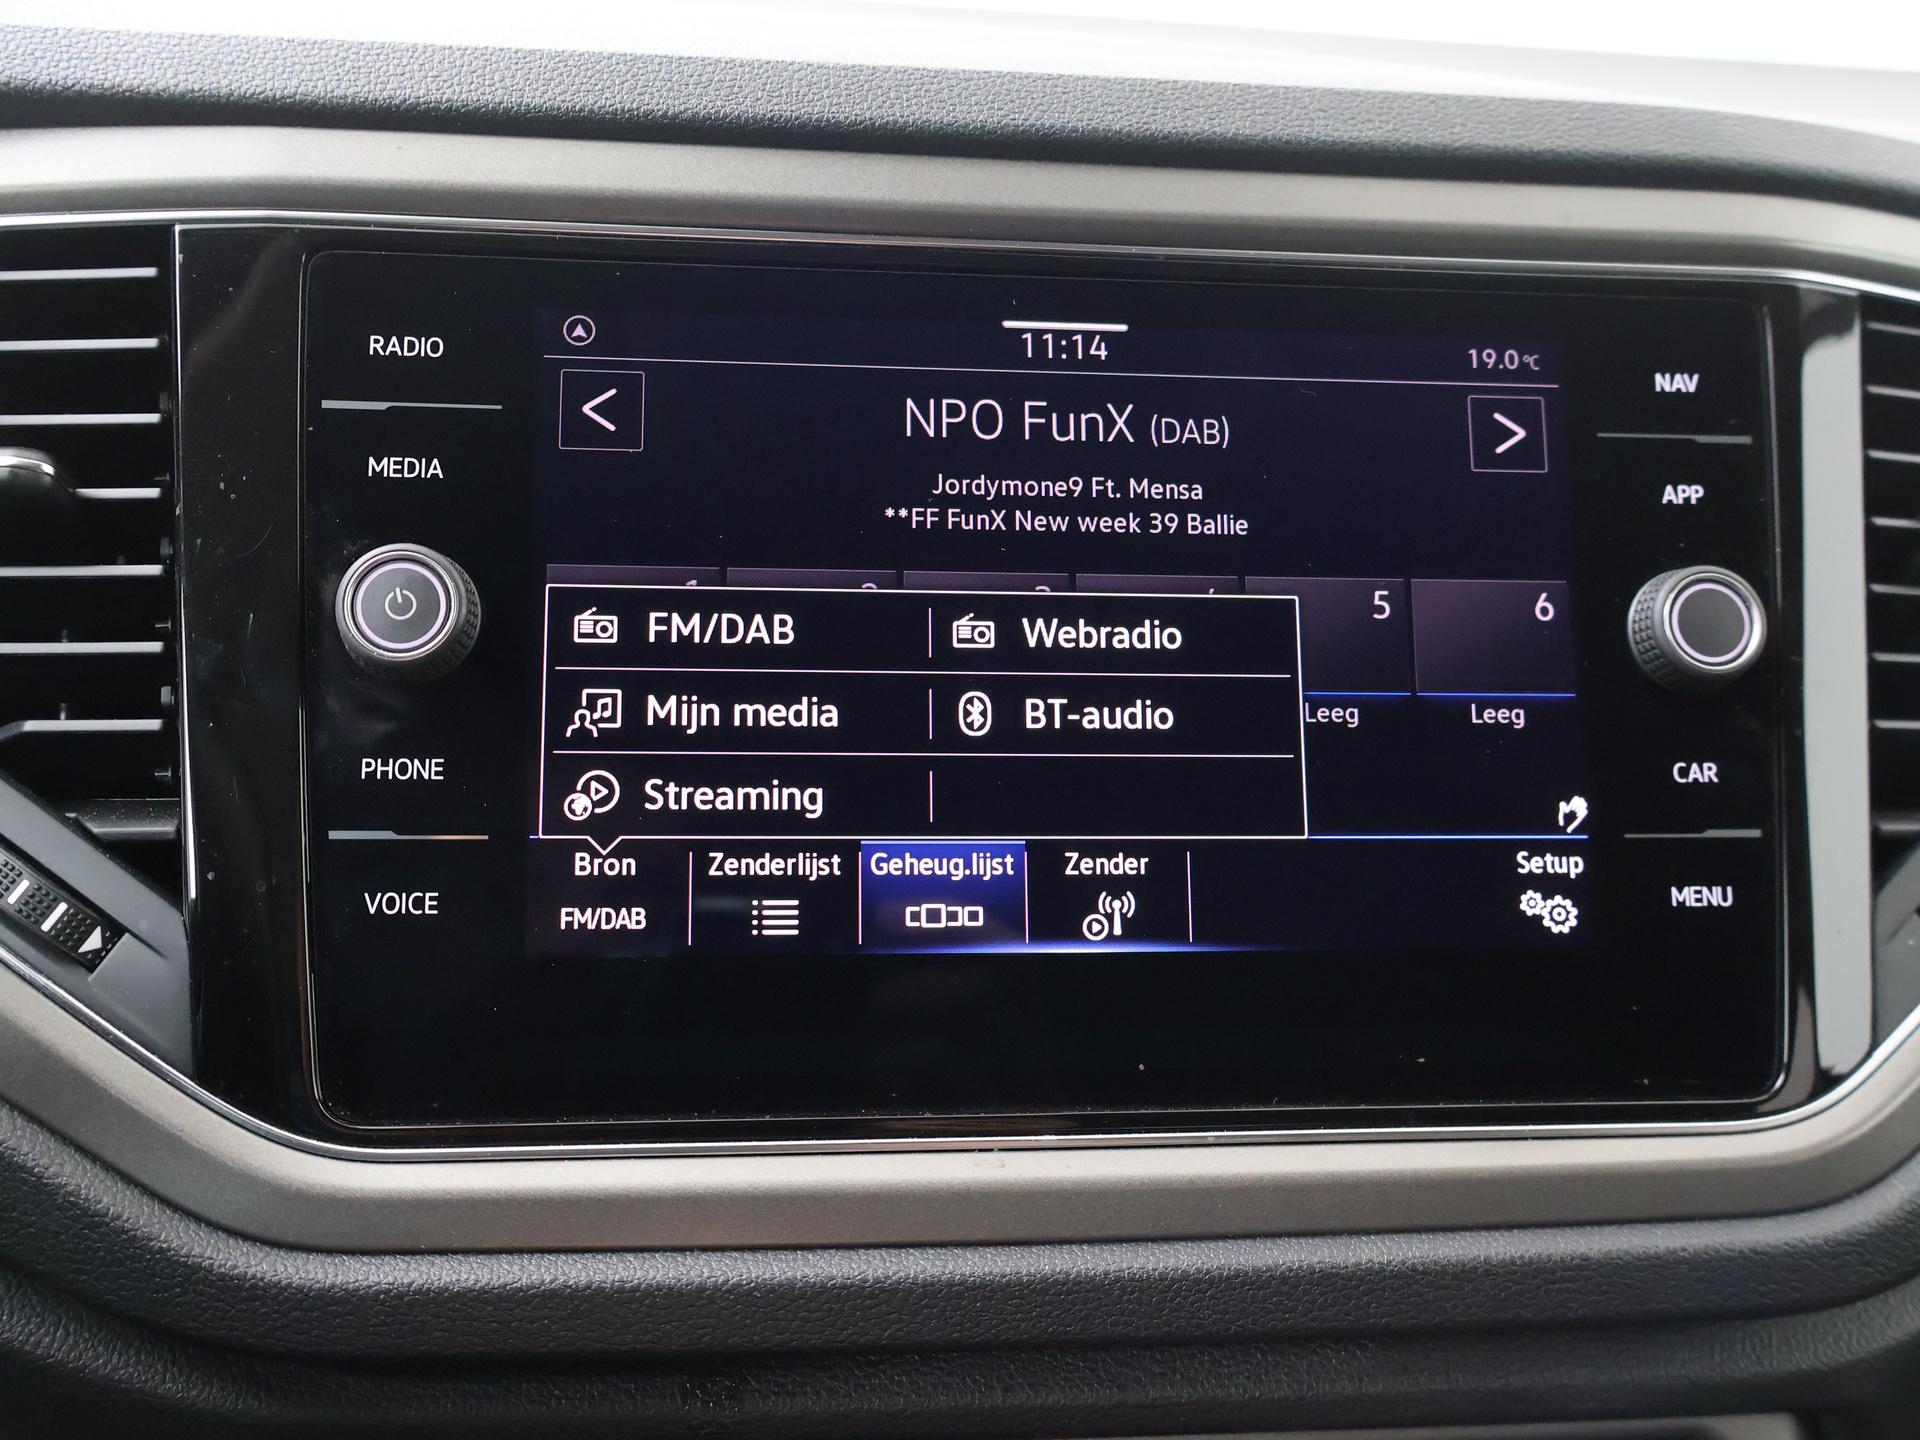 RADIO
MEDIA
PHONE
VOICE
11:14
19.0°C
< NPO FunX (DAB) >
Jordymone9 Ft. Mensa
**FF FunX New week 39 Ballie
5
6
FM/DAB
Webradio
Mijn media
BT-audio
Streaming
Leeg
Leeg
Bron
FM/DAB
Zenderlijst
Geheug.lijst
Zender
Setup
NAV
APP
CAR
MENU